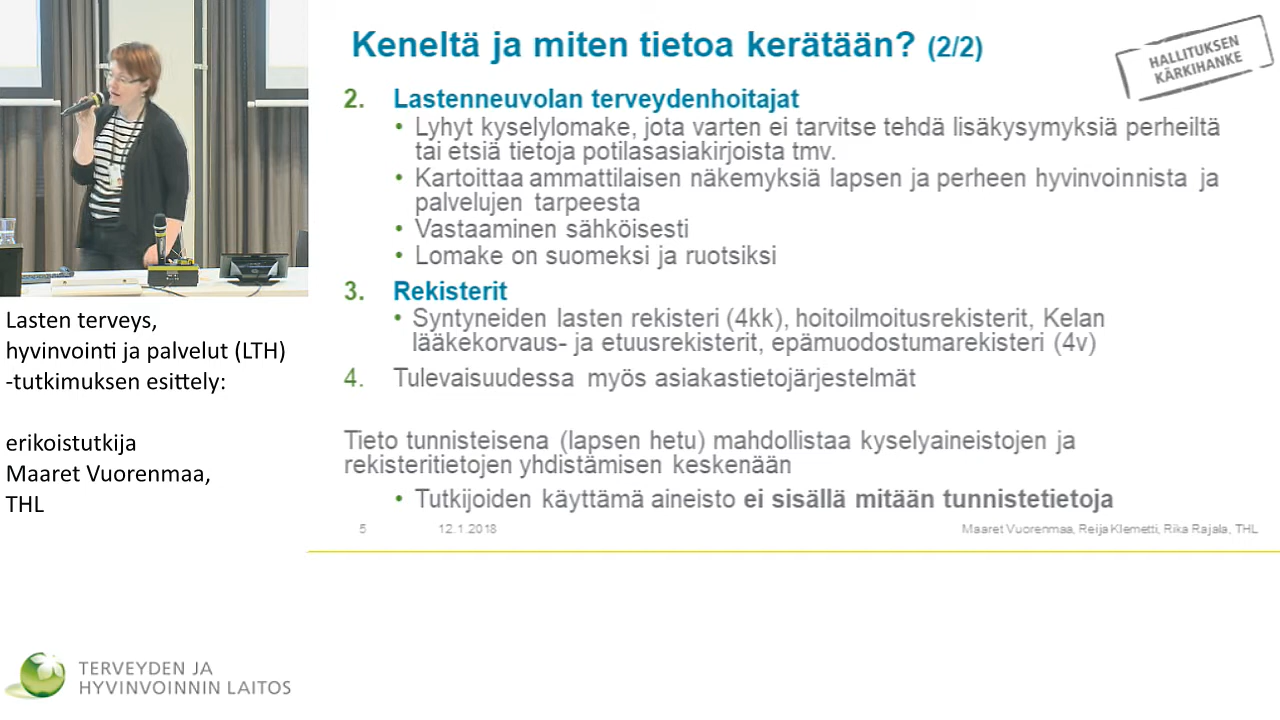 Keneltä ja miten tietoa kerätään? (2/2)
HALLITUKSEN
KÄRKIHANKE
2. Lastenneuvolan terveydenhoitajat
• Lyhyt kyselylomake, jota varten ei tarvitse tehdä lisäkysymyksiä perheiltä
tai etsiä tietoja potilasasiakirjoista tmv.
• Kartoittaa ammattilaisen näkemyksiä lapsen ja perheen hyvinvoinnista ja
palvelujen tarpeesta
• Vastaaminen sähköisesti
• Lomake on suomeksi ja ruotsiksi
3. Rekisterit
• Syntyneiden lasten rekisteri (4kk), hoitoilmoitusrekisterit, Kelan
lääkekorvaus- ja etuusrekisterit, epämuodostumarekisteri (4v)
4. Tulevaisuudessa myös asiakastietojärjestelmät
Tieto tunnisteisena (lapsen hetu) mahdollistaa kyselyaineistojen ja
rekisteritietojen yhdistämisen keskenään
• Tutkijoiden käyttämä aineisto ei sisällä mitään tunnistetietoja
5 12.1.2018 Maaret Vuorenmaa, Reija Klemetti, Rika Rajala, THL
Lasten terveys,
hyvinvointi ja palvelut (LTH)
-tutkimuksen esittely:
erikoistutkija
Maaret Vuorenmaa,
THL
TERVEYDEN JA
HYVINVOINNIN LAITOS